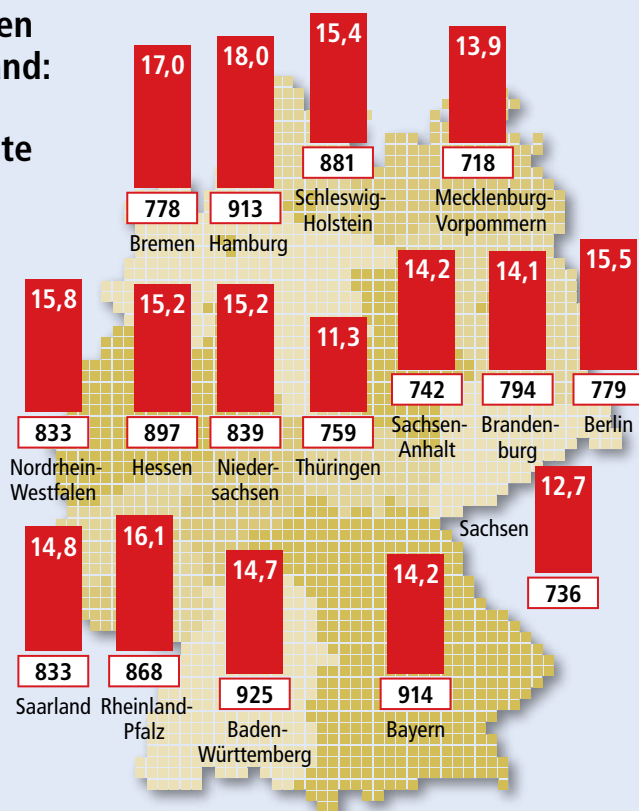 en
and:
te
17,0
778
Bremen
18,0
913
Hamburg
15,4
881
Schleswig-
Holstein
13,9
718
Mecklenburg-
Vorpommern
15,8
833
Nordrhein-
Westfalen
15,2
897
Hessen
15,2
839
Nieder-
sachsen
11,3
759
Thüringen
14,2
742
Sachsen-
Anhalt
14,1
794
Branden-
burg
15,5
779
Berlin
Sachsen
12,7
736
14,8
833
Saarland
16,1
868
Rheinland-
Pfalz
14,7
925
Baden-
Württemberg
14,2
914
Bayern